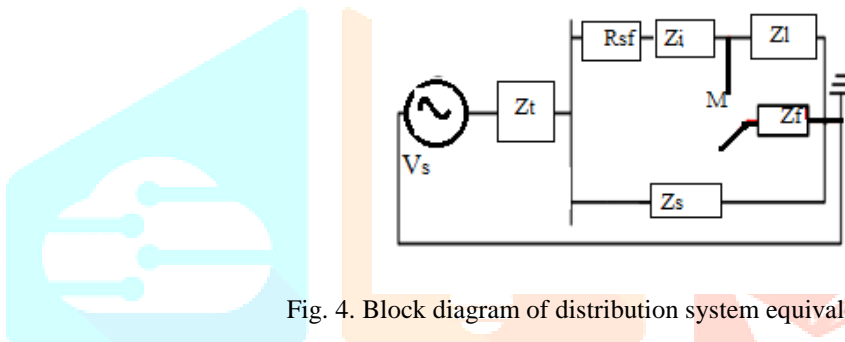 Rsf Zi Zl
M
Zt Zf
Vs
Zs
Fig. 4. Block diagram of distribution system equival